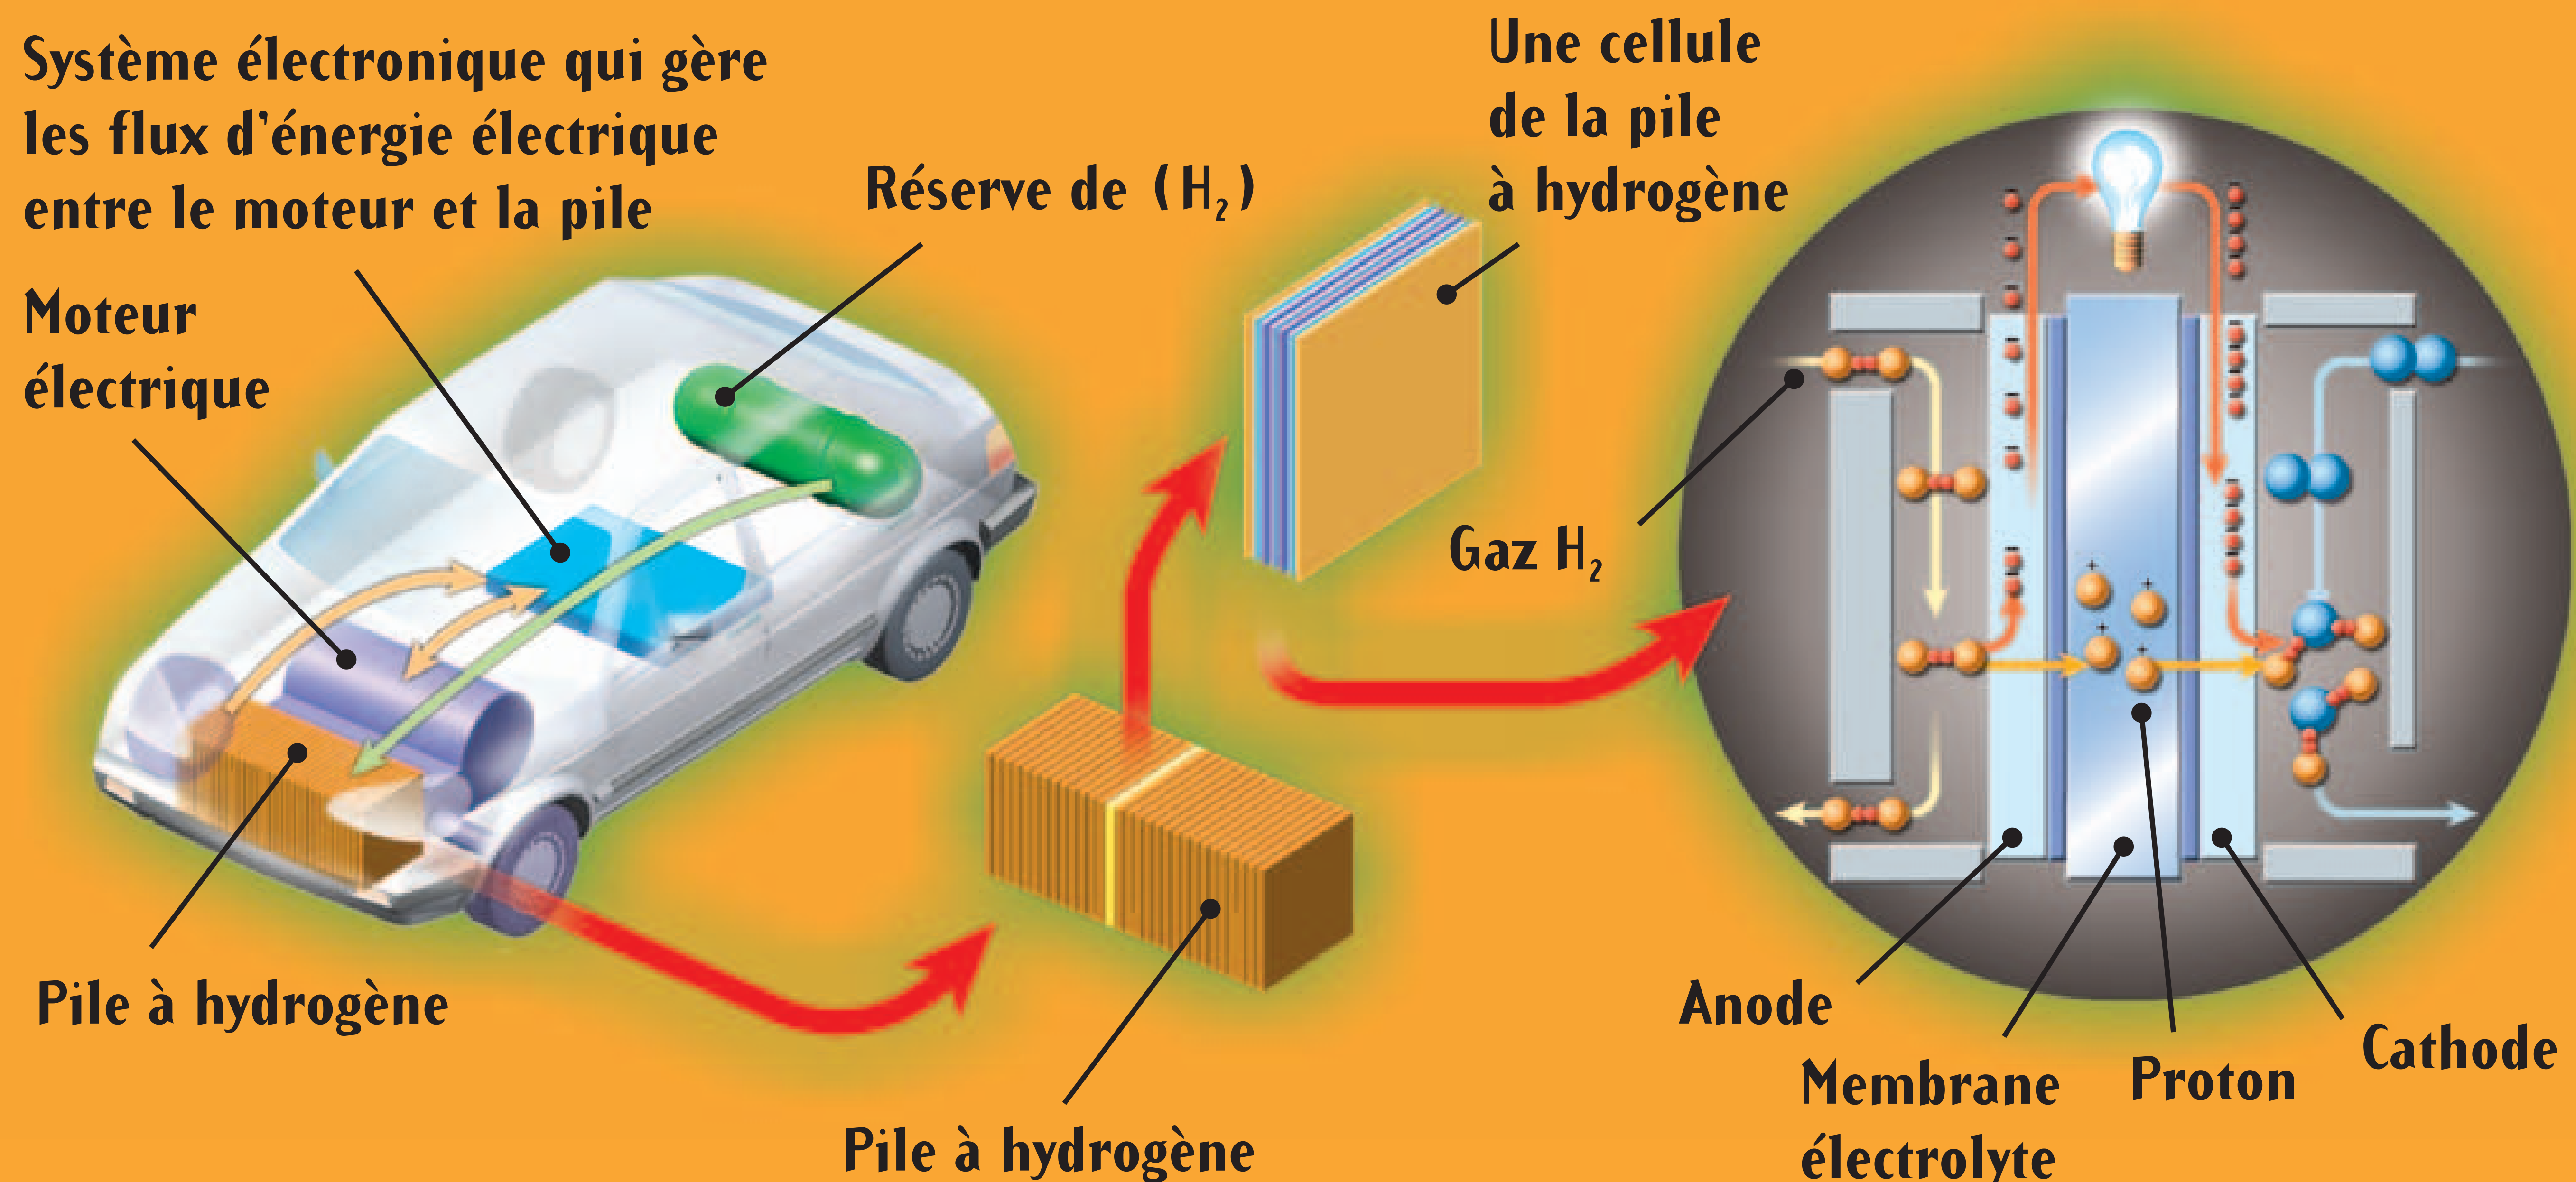 Système électronique qui gère
les flux d'énergie électrique
entre le moteur et la pile
Moteur
électrique
Réserve de (H₂)
Une cellule
de la pile
à hydrogène
Gaz H₂
Pile à hydrogène
Pile à hydrogène
Anode
Membrane
électrolyte
Proton
Cathode